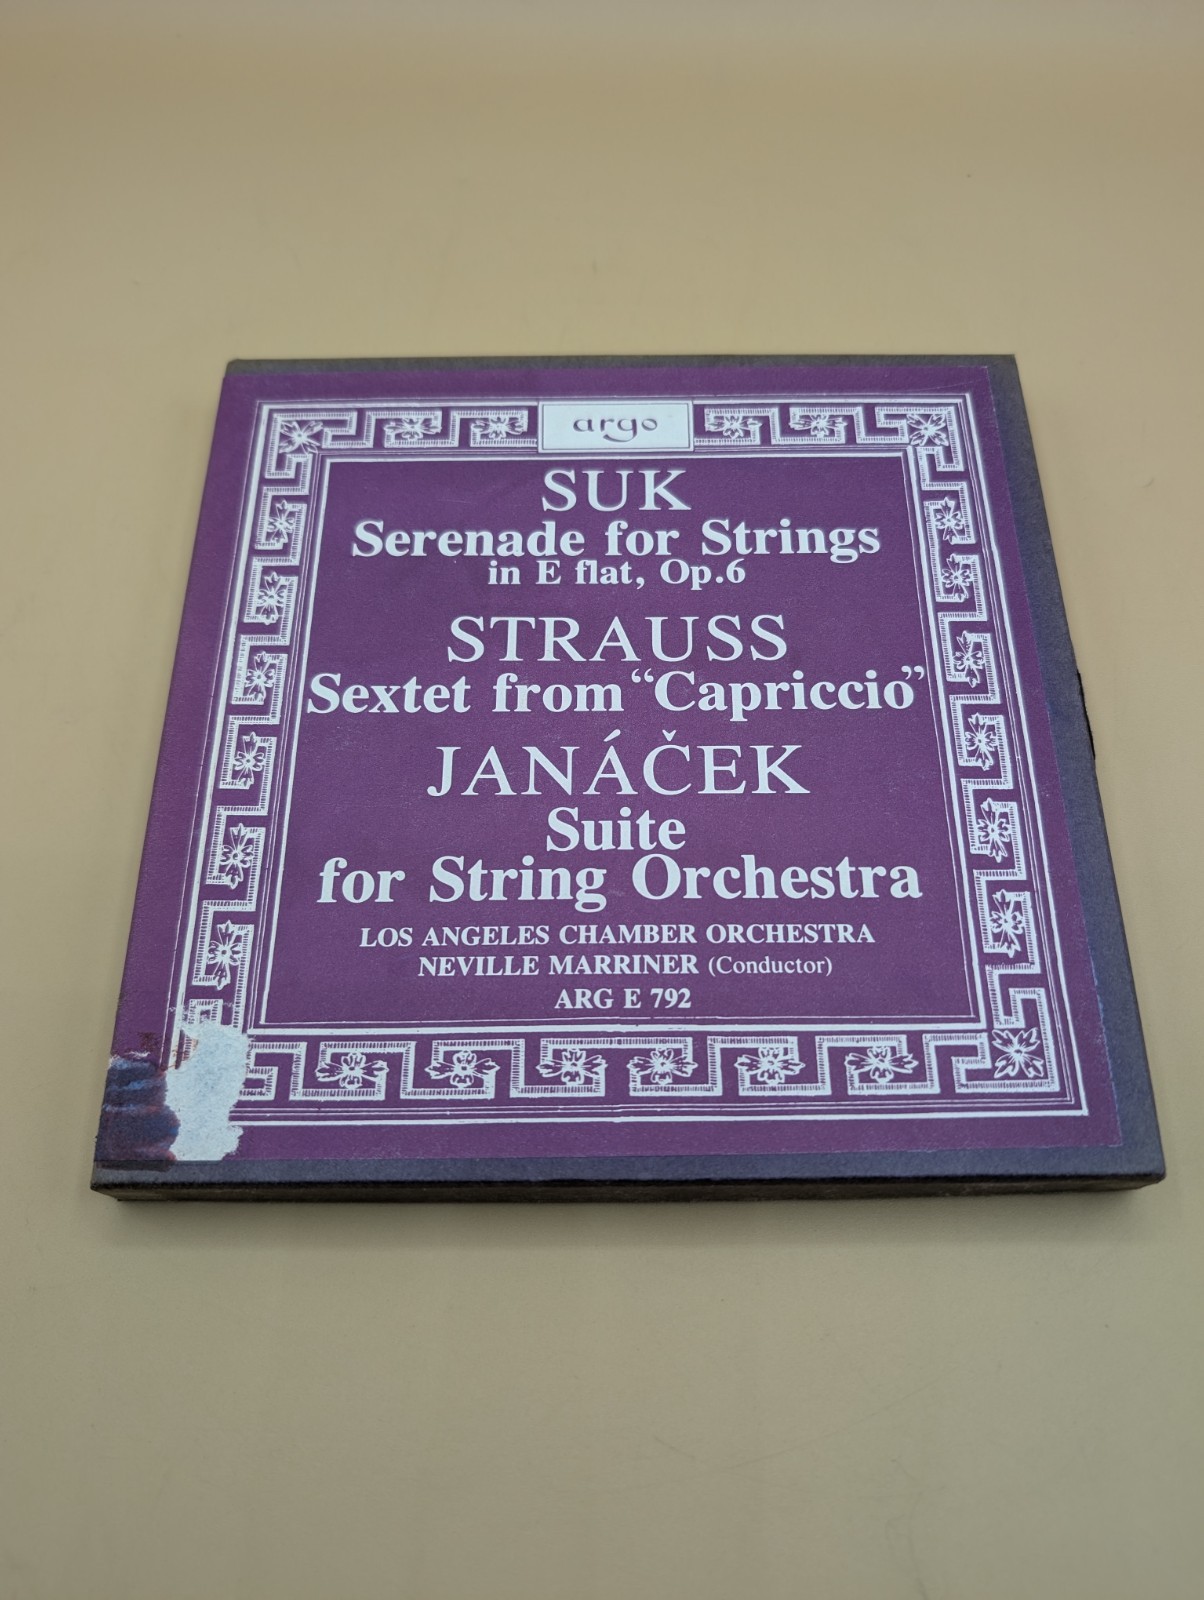 argo
SUK
Serenade for Strings
in E flat, Op.6
STRAUSS
Sextet from “Capriccio”
JANÁČEK
Suite
for String Orchestra
LOS ANGELES CHAMBER ORCHESTRA
NEVILLE MARRINER (Conductor)
ARG E 792